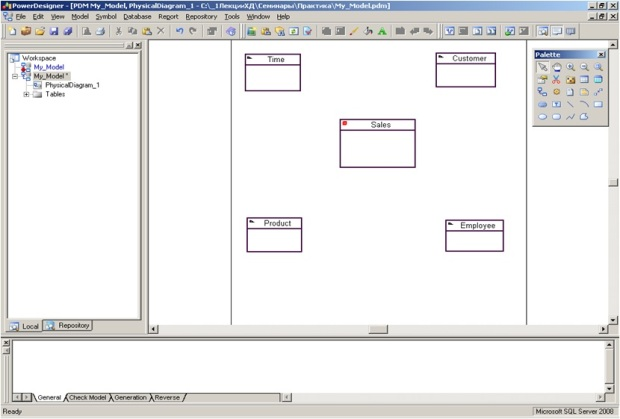 PowerDesigner - [PDM My_Model, PhysicalDiagram_1 - C:\_1ЛекцииХД\Семинары\Практика\My_Model.pdm]
File Edit View Model Symbol Database Report Repository Tools Window Help
Workspace
My_Model
My_Model *
PhysicalDiagram_1
Tables
Local Repository
Time
Customer
Sales
Product
Employee
Palette
General Check Model Generation Reverse
Ready
Microsoft SQL Server 2008